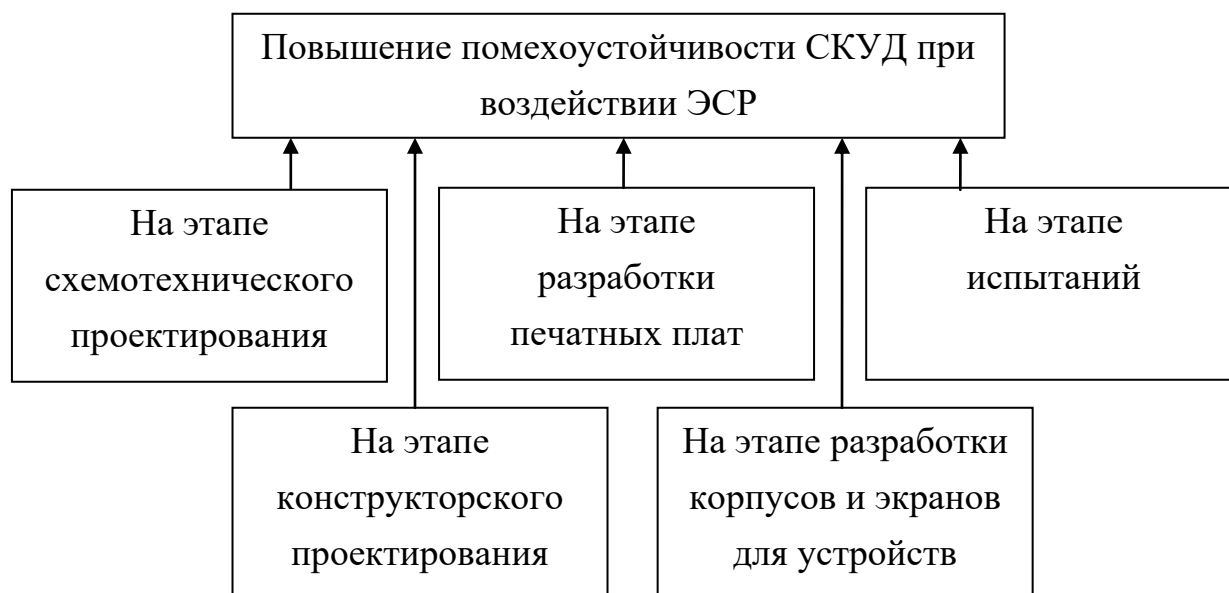 Повышение помехоустойчивости СКУД при
воздействии ЭСР
На этапе
схемотехнического
проектирования
На этапе
разработки
печатных плат
На этапе
испытаний
На этапе
конструкторского
проектирования
На этапе разработки
корпусов и экранов
для устройств